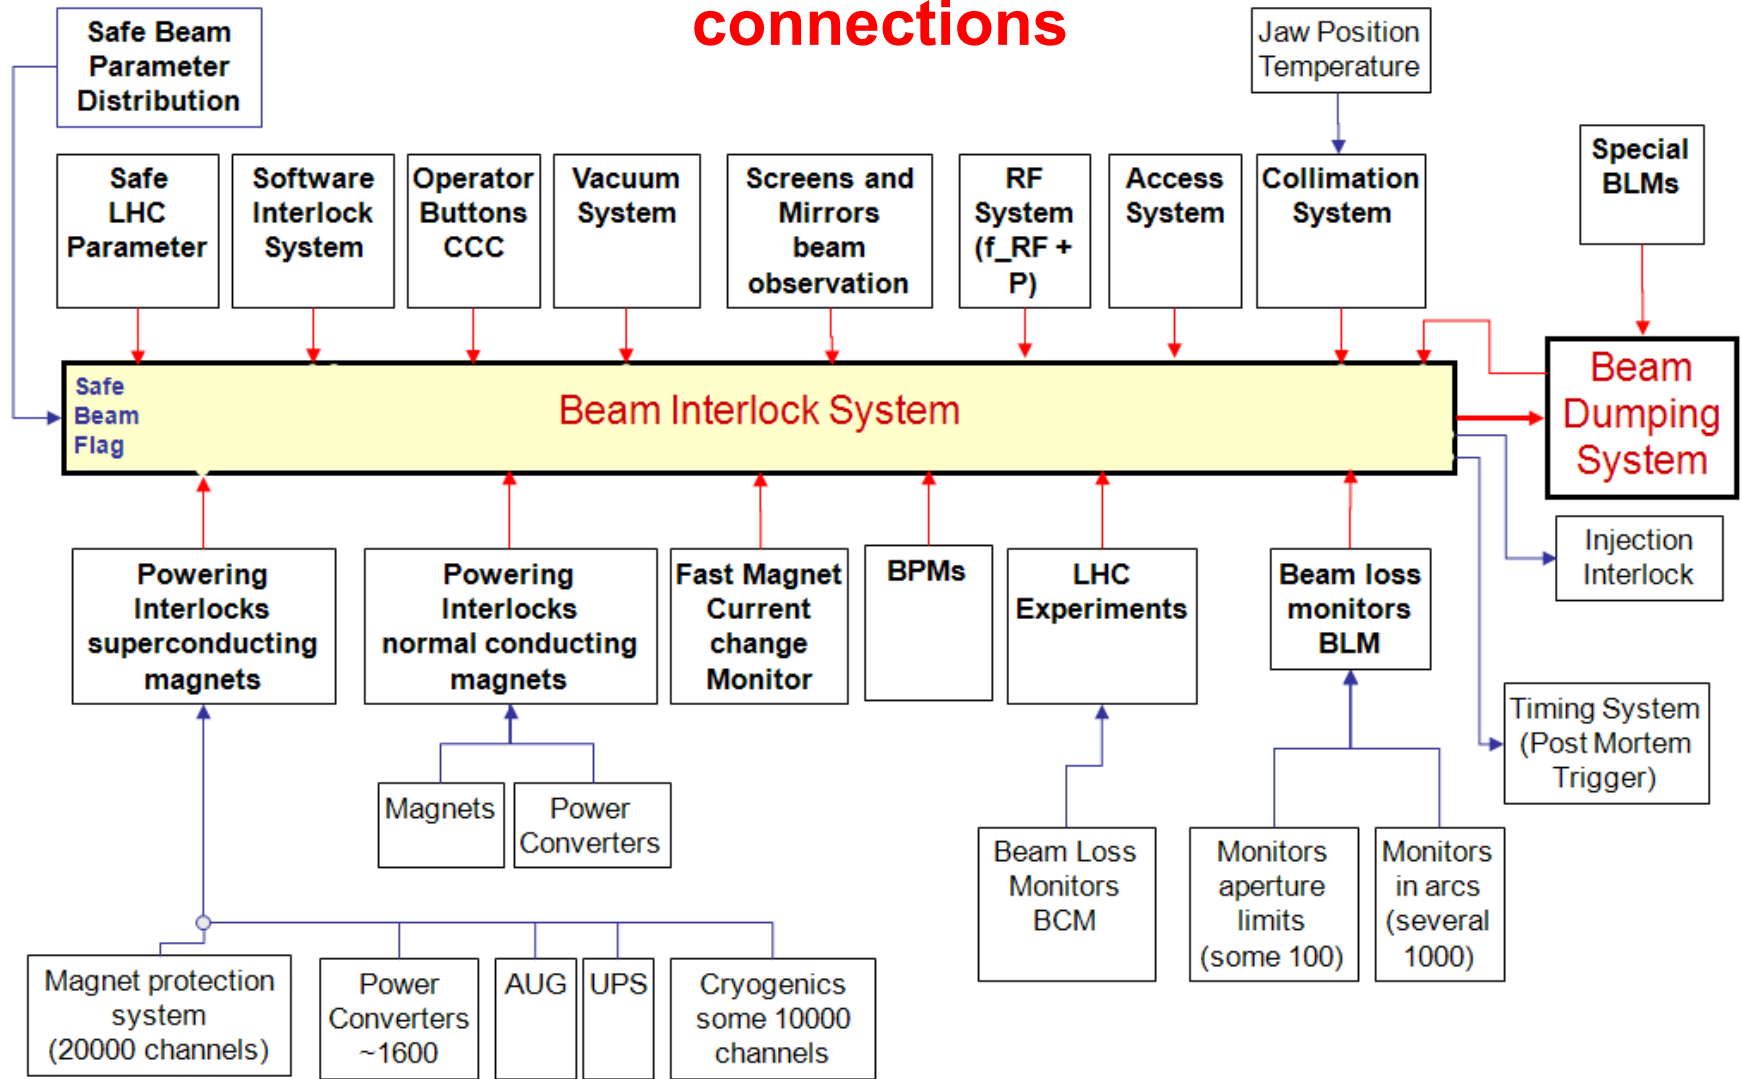 connections
Safe Beam
Parameter
Distribution
Jaw Position
Temperature
Safe
LHC
Parameter
Software
Interlock
System
Operator
Buttons
CCC
Vacuum
System
Screens and
Mirrors
beam
observation
RF
System
(f_RF +
P)
Access
System
Collimation
System
Special
BLMs
Safe
Beam
Flag
Beam Interlock System
Beam
Dumping
System
Injection
Interlock
Powering
Interlocks
superconducting
magnets
Powering
Interlocks
normal conducting
magnets
Fast Magnet
Current
change
Monitor
BPMs
LHC
Experiments
Beam loss
monitors
BLM
Timing System
(Post Mortem
Trigger)
Magnets
Power
Converters
Beam Loss
Monitors
BCM
Monitors
aperture
limits
(some 100)
Monitors
in arcs
(several
1000)
Magnet protection
system
(20000 channels)
Power
Converters
~1600
AUG
UPS
Cryogenics
some 10000
channels